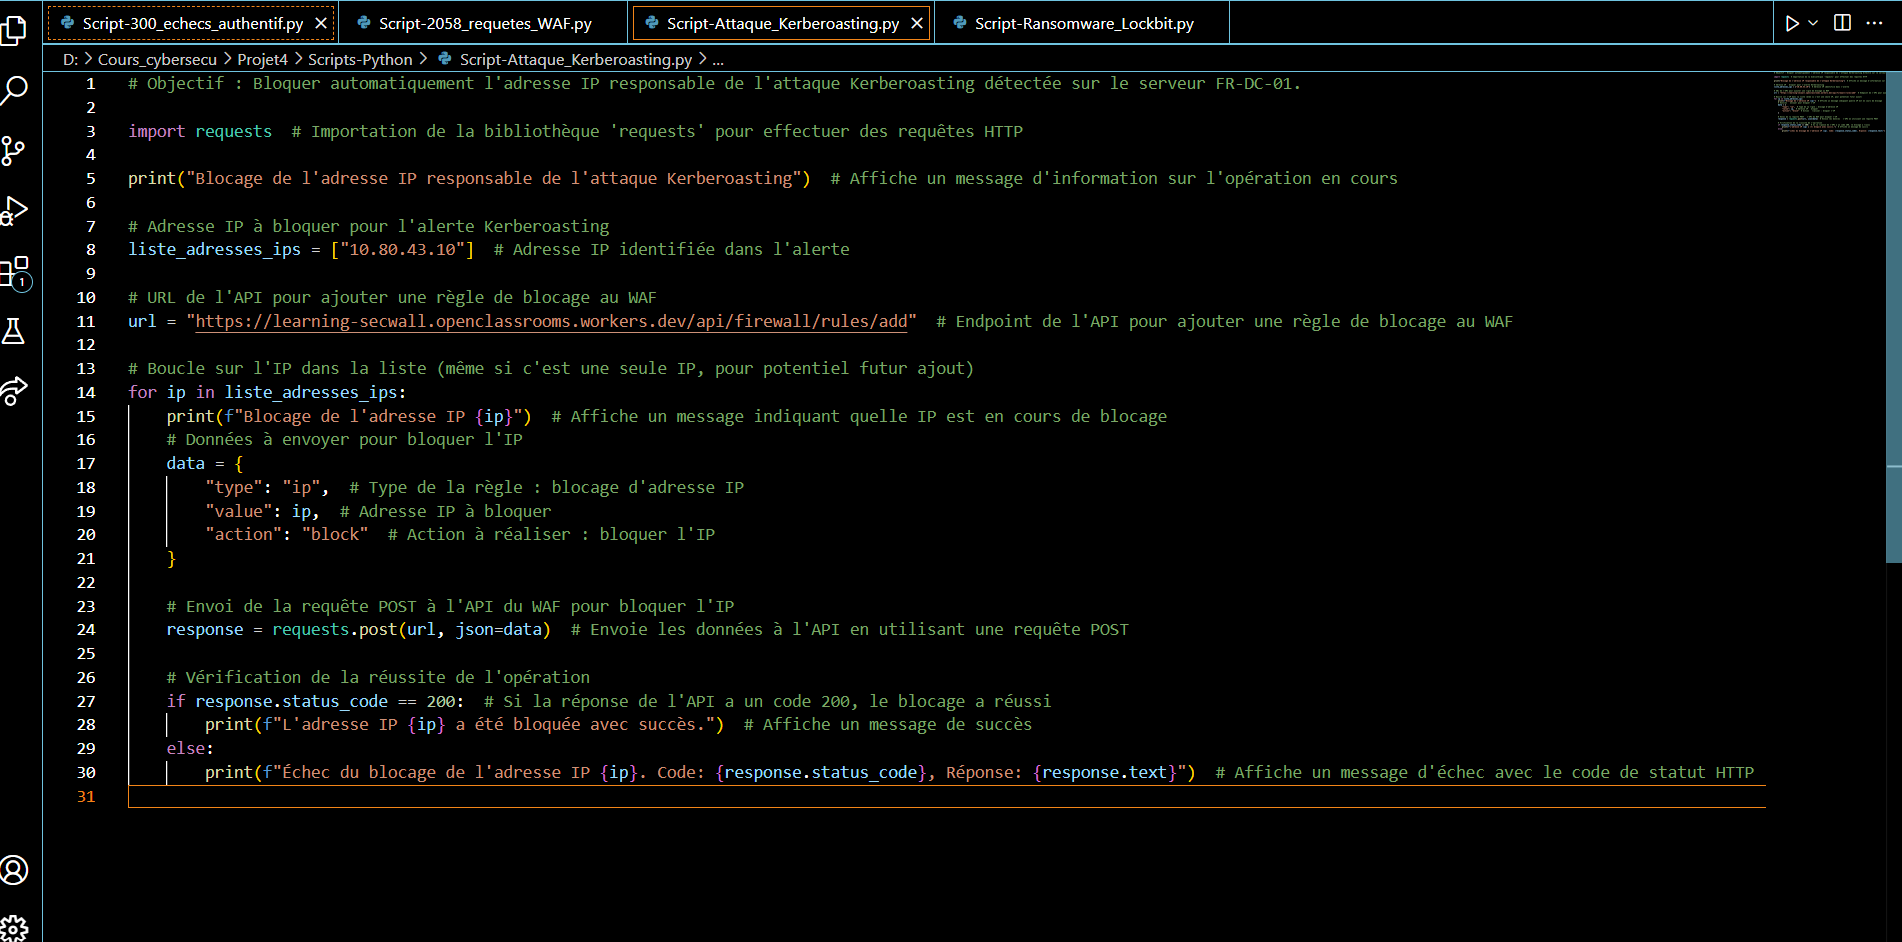 Script-300_echecs_authentif.py
Script-2058_requetes_WAF.py
Script-Attaque_Kerberoasting.py
Script-Ransomware_Lockbit.py
D: > Cours_cybersecu > Projet4 > Scripts-Python > Script-Attaque_Kerberoasting.py > ...
1 # Objectif : Bloquer automatiquement l'adresse IP responsable de l'attaque Kerberoasting détectée sur le serveur FR-DC-01.
2
3 import requests  # Importation de la bibliothèque 'requests' pour effectuer des requêtes HTTP
4
5 print("Blocage de l'adresse IP responsable de l'attaque Kerberoasting")  # Affiche un message d'information sur l'opération en cours
6
7 # Adresse IP à bloquer pour l'alerte Kerberoasting
8 liste_adresses_ips = ["10.80.43.10"]  # Adresse IP identifiée dans l'alerte
9
10 # URL de l'API pour ajouter une règle de blocage au WAF
11 url = "https://learning-secwall.openclassrooms.workers.dev/api/firewall/rules/add"  # Endpoint de l'API pour ajouter une règle de blocage au WAF
12
13 # Boucle sur l'IP dans la liste (même si c'est une seule IP, pour potentiel futur ajout)
14 for ip in liste_adresses_ips:
15     print(f"Blocage de l'adresse IP {ip}")  # Affiche un message indiquant quelle IP est en cours de blocage
16     # Données à envoyer pour bloquer l'IP
17     data = {
18         "type": "ip",  # Type de la règle : blocage d'adresse IP
19         "value": ip,  # Adresse IP à bloquer
20         "action": "block"  # Action à réaliser : bloquer l'IP
21     }
22
23     # Envoi de la requête POST à l'API du WAF pour bloquer l'IP
24     response = requests.post(url, json=data)  # Envoie les données à l'API en utilisant une requête POST
25
26     # Vérification de la réussite de l'opération
27     if response.status_code == 200:  # Si la réponse de l'API a un code 200, le blocage a réussi
28         print(f"L'adresse IP {ip} a été bloquée avec succès.")  # Affiche un message de succès
29     else:
30         print(f"Échec du blocage de l'adresse IP {ip}. Code: {response.status_code}, Réponse: {response.text}")  # Affiche un message d'échec avec le code de statut HTTP
31
1